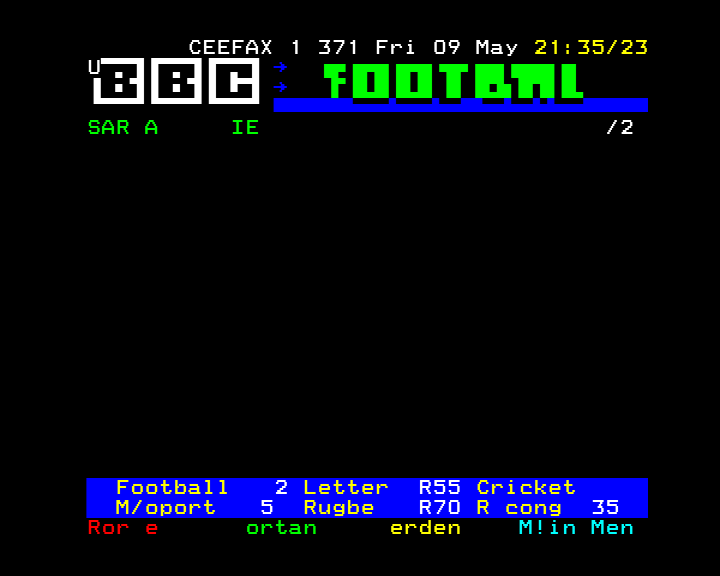 CEEFAX 1 371 Fri 09 May 21:35/23
U BBC → FOOTBALL
→
SAR A IE /2
Football 2 Letter R55 Cricket
M/oport 5 Rugbe R70 R cong 35
Ror e ortan erden M!in Men